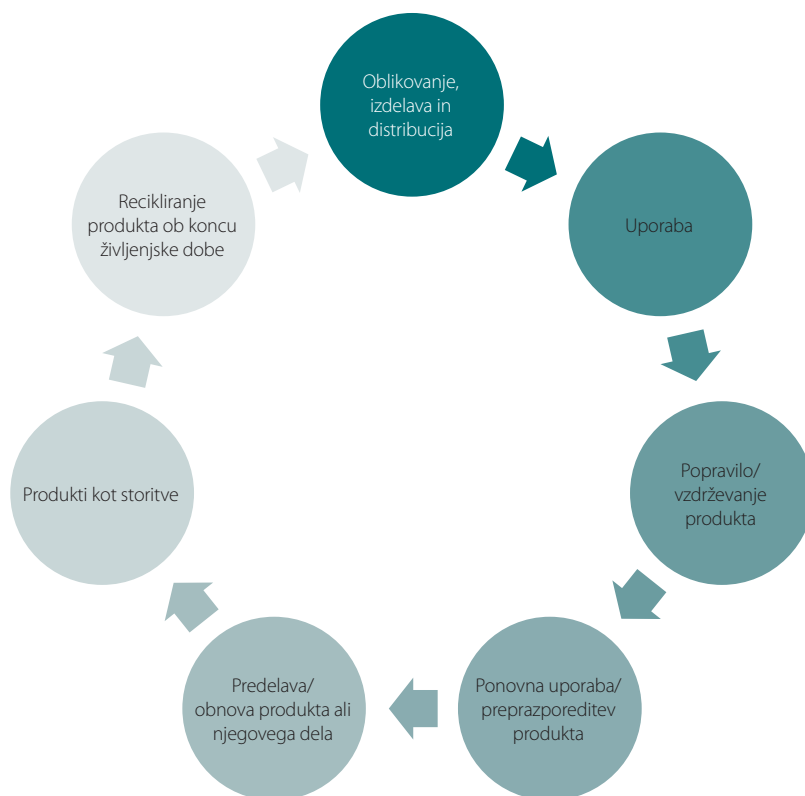 Oblikovanje,
izdelava in
distribucija
Uporaba
Popravilo/
vzdrževanje
produkta
Ponovna uporaba/
preprazporeditev
produkta
Predelava/
obnova produkta ali
njegovega dela
Produkti kot storitve
Recikliranje
produkta ob koncu
življenjske dobe